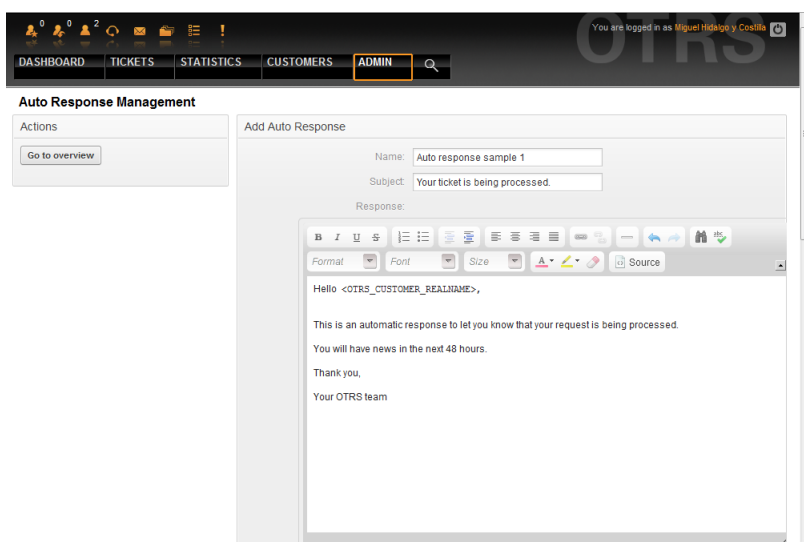 0 0 2 !
OTRS
You are logged in as Miguel Hidalgo y Costilla
DASHBOARD TICKETS STATISTICS CUSTOMERS ADMIN
Auto Response Management
Actions
Go to overview
Add Auto Response
Name: Auto response sample 1
Subject: Your ticket is being processed.
Response:
B I U S
Format Font Size A Source
Hello <OTRS_CUSTOMER_REALNAME>,
This is an automatic response to let you know that your request is being processed.
You will have news in the next 48 hours.
Thank you,
Your OTRS team